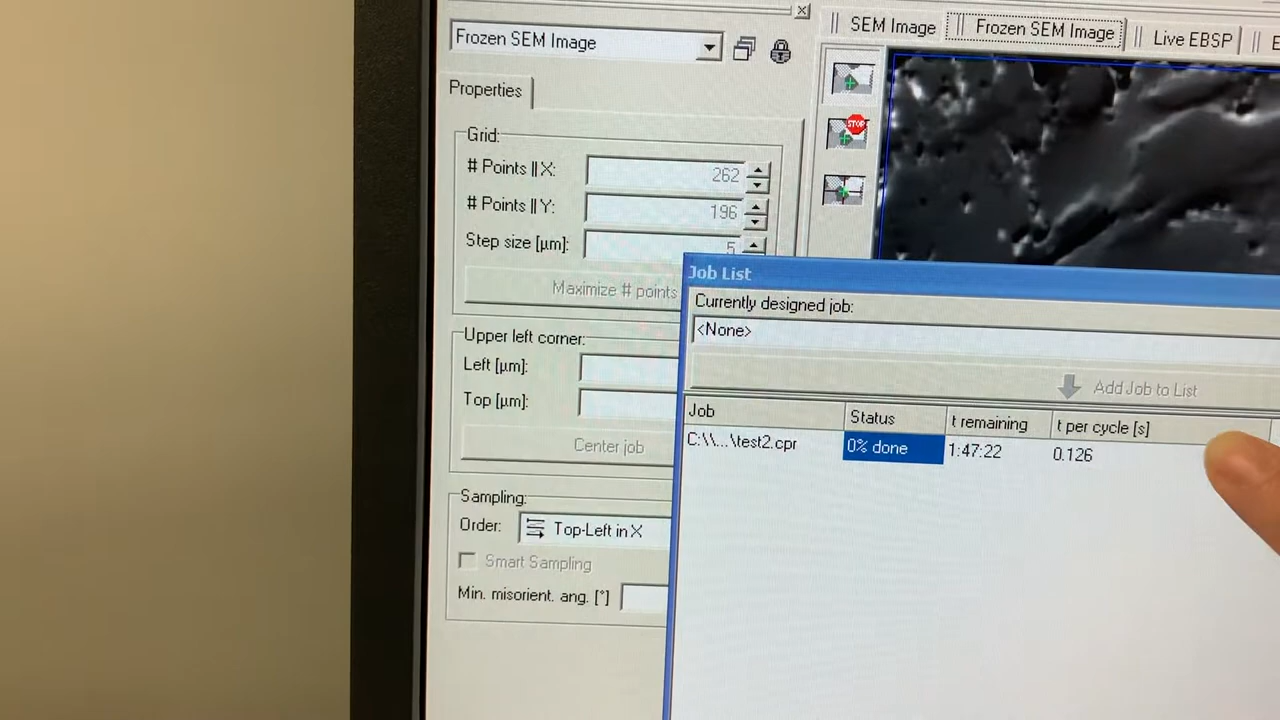 Frozen SEM Image
SEM Image
Frozen SEM Image
Live EBSP
E
Properties
Grid:
# Points || X:
262
# Points || Y:
196
Step size [µm]:
5
Maximize # points
Upper left corner:
Left [µm]:
Top [µm]:
Center job
Sampling:
Order:
Top-Left in X
Smart Sampling
Min. misorient. ang. [°]
STOP
Job List
Currently designed job:
<None>
Add Job to List
Job
Status
t remaining
t per cycle [s]
C:\\...\test2.cpr
0% done
1:47:22
0.126